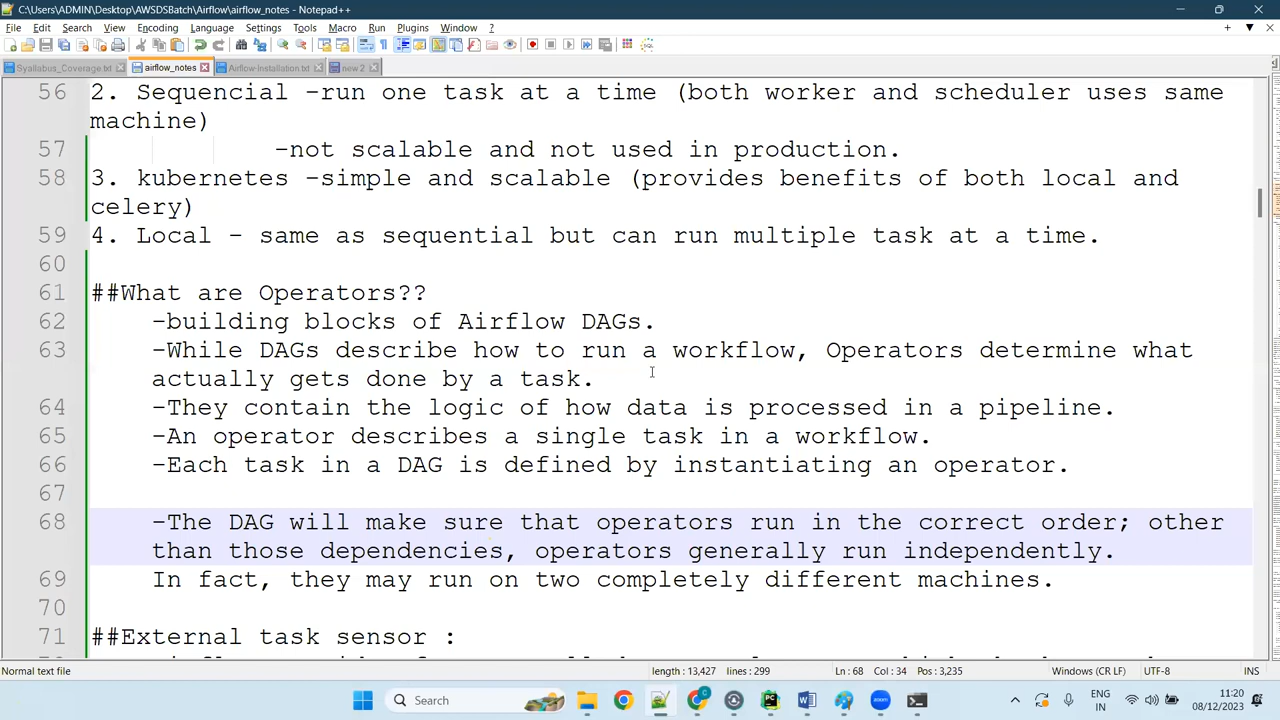 C:\Users\ADMIN\Desktop\AWSDSBatch\Airflow\airflow_notes - Notepad++
File Edit Search View Encoding Language Settings Tools Macro Run Plugins Window ?
Syallabus_Coverage.txt airflow_notes Airflow-installation.txt new 2
56 2. Sequencial -run one task at a time (both worker and scheduler uses same
machine)
57 -not scalable and not used in production.
58 3. kubernetes -simple and scalable (provides benefits of both local and
celery)
59 4. Local - same as sequential but can run multiple task at a time.
60
61 ##What are Operators??
62 -building blocks of Airflow DAGs.
63 -While DAGs describe how to run a workflow, Operators determine what
actually gets done by a task.
64 -They contain the logic of how data is processed in a pipeline.
65 -An operator describes a single task in a workflow.
66 -Each task in a DAG is defined by instantiating an operator.
67
68 -The DAG will make sure that operators run in the correct order; other
than those dependencies, operators generally run independently.
69 In fact, they may run on two completely different machines.
70
71 ##External task sensor :
Normal text file length : 13,427 lines : 299 Ln : 68 Col : 34 Pos : 3,235 Windows (CR LF) UTF-8 INS
Search ENG IN 11:20 08/12/2023